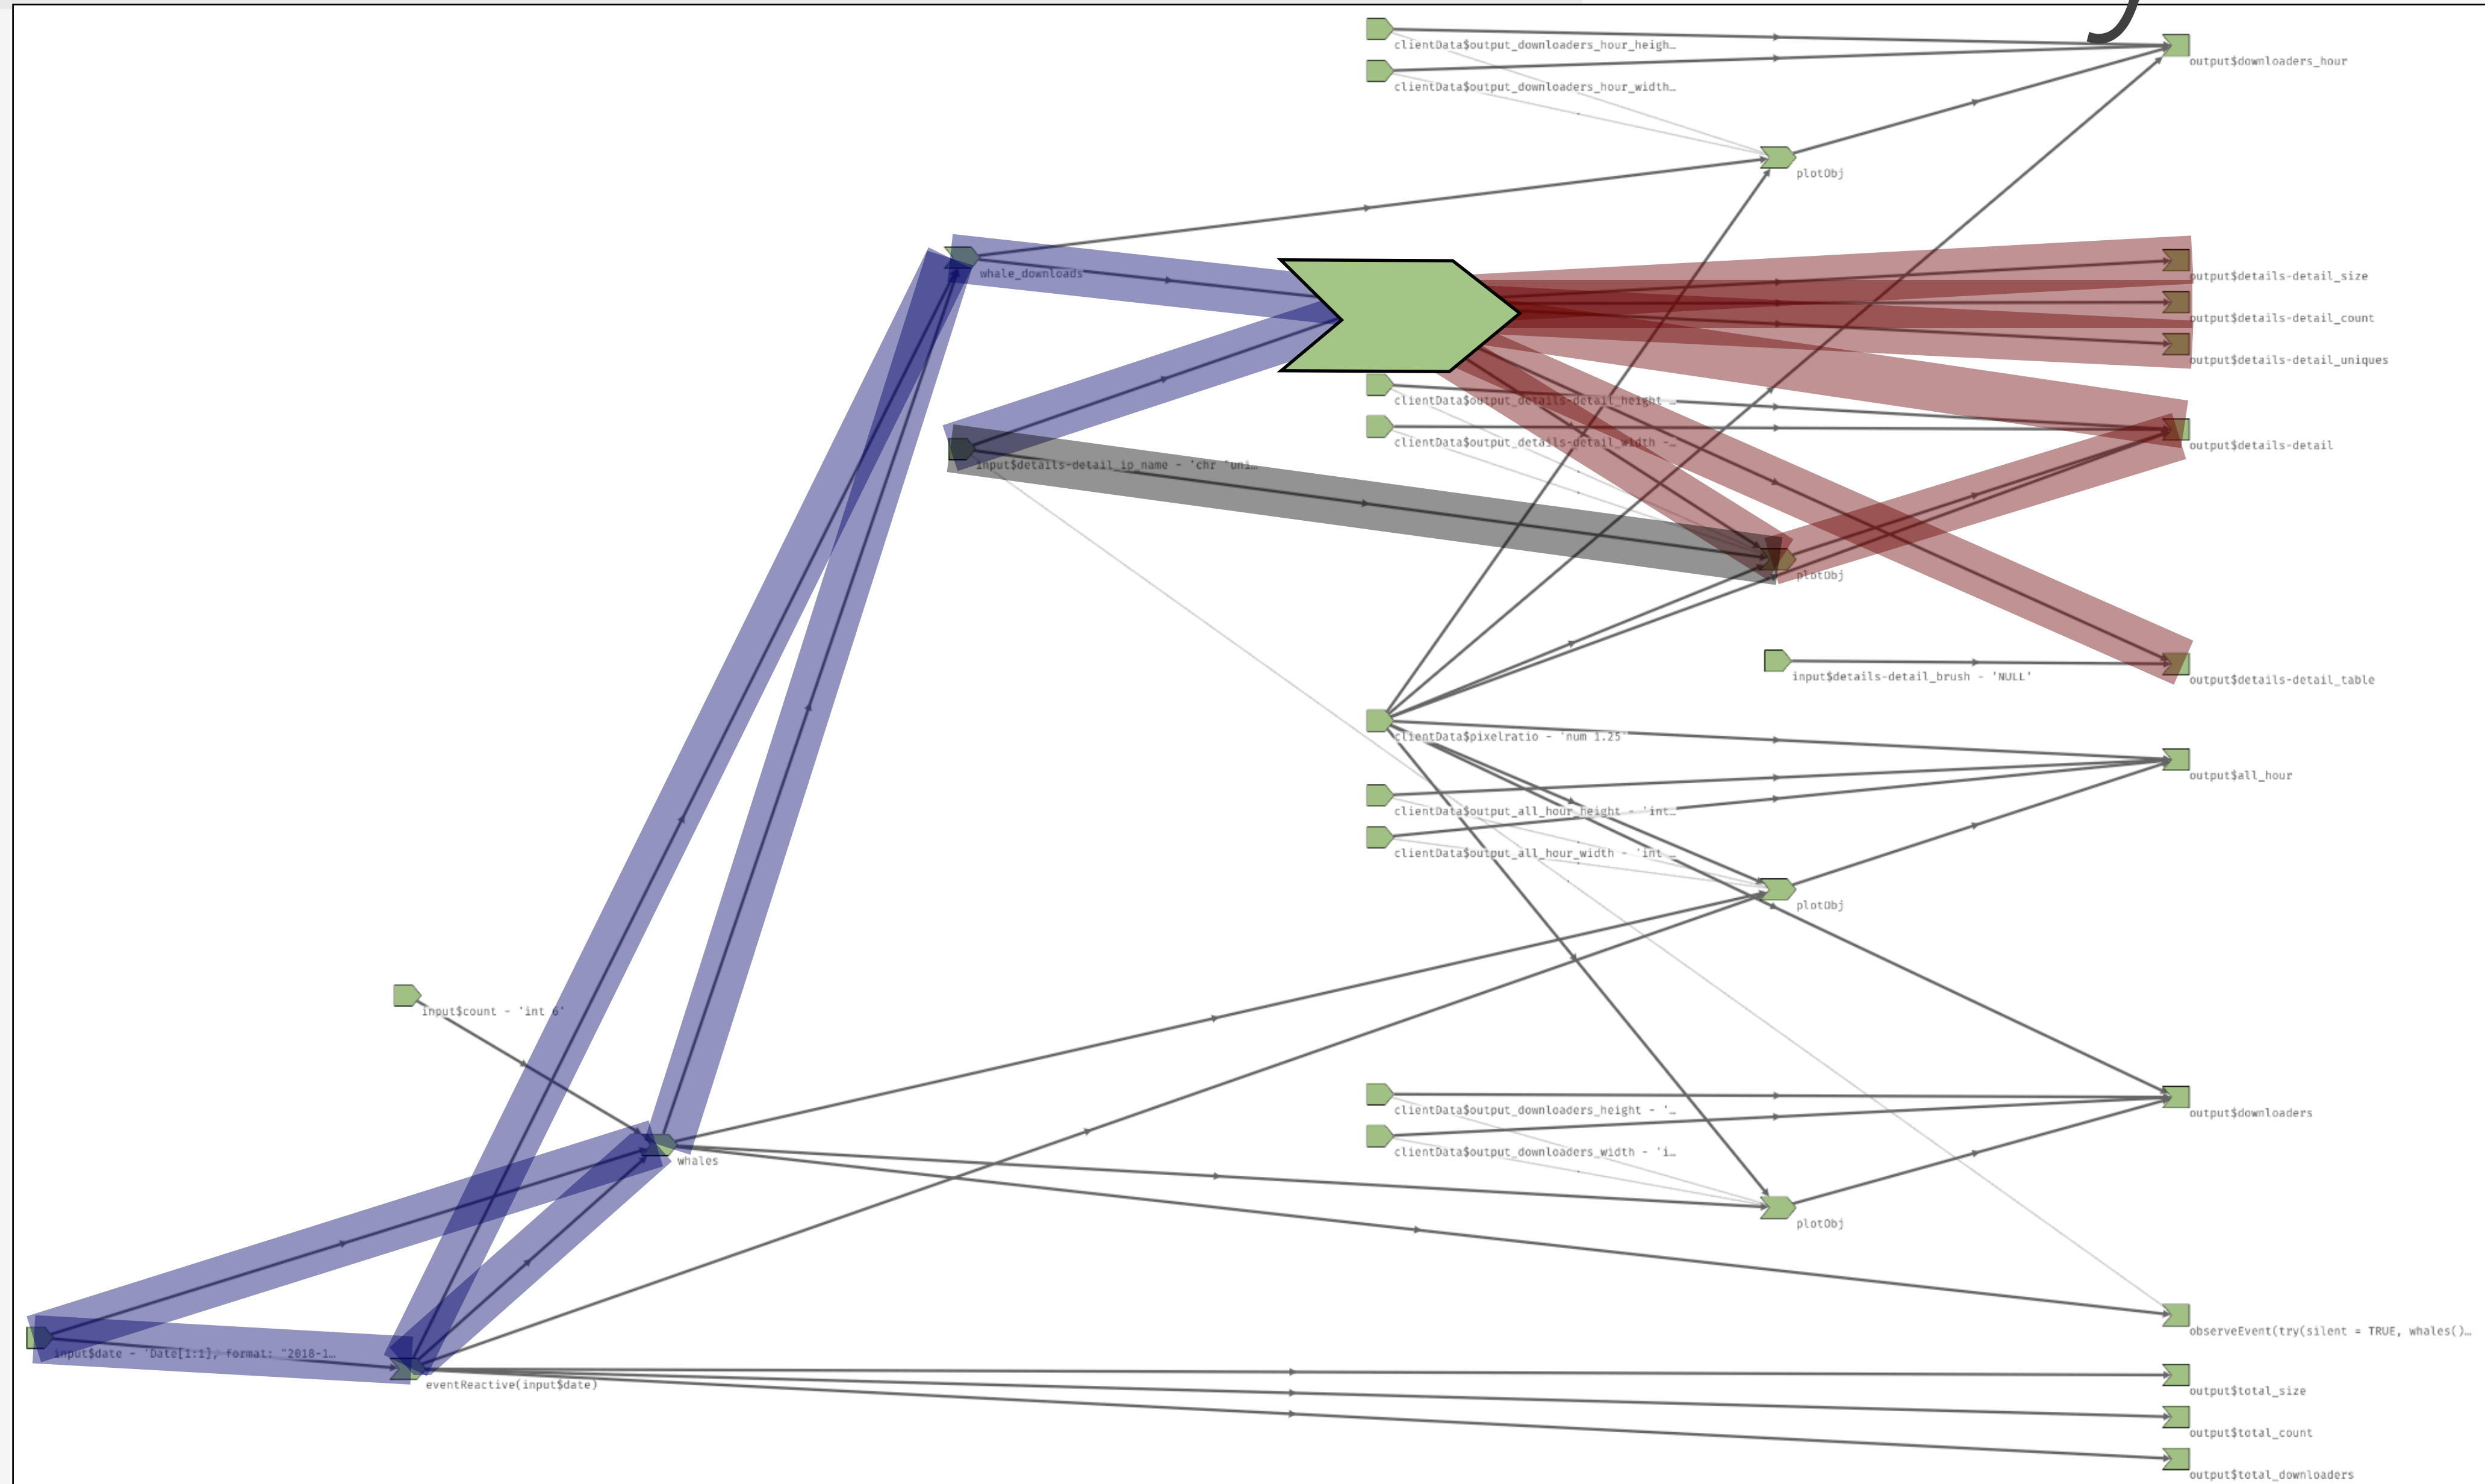 clientData$output_downloaders_hour_heigh…
output$downloaders_hour
clientData$output_downloaders_hour_width…
plotObj
whale_downloads
output$details-detail_size
output$details-detail_count
output$details-detail_uniques
clientData$output_details-detail_height …
clientData$output_details-detail_width -…
output$details-detail
input$details-detail_ip_name - 'chr "uni…
plotObj
input$details-detail_brush - 'NULL'
output$details-detail_table
clientData$pixelratio - 'num 1.25'
output$all_hour
clientData$output_all_hour_height - 'int…
clientData$output_all_hour_width - 'int …
plotObj
input$count - 'int 6'
clientData$output_downloaders_height - '…
output$downloaders
clientData$output_downloaders_width - 'i…
whales
plotObj
observeEvent(try(silent = TRUE, whales()…
input$date - 'Date[1:1], format: "2018-1…
eventReactive(input$date)
output$total_size
output$total_count
output$total_downloaders